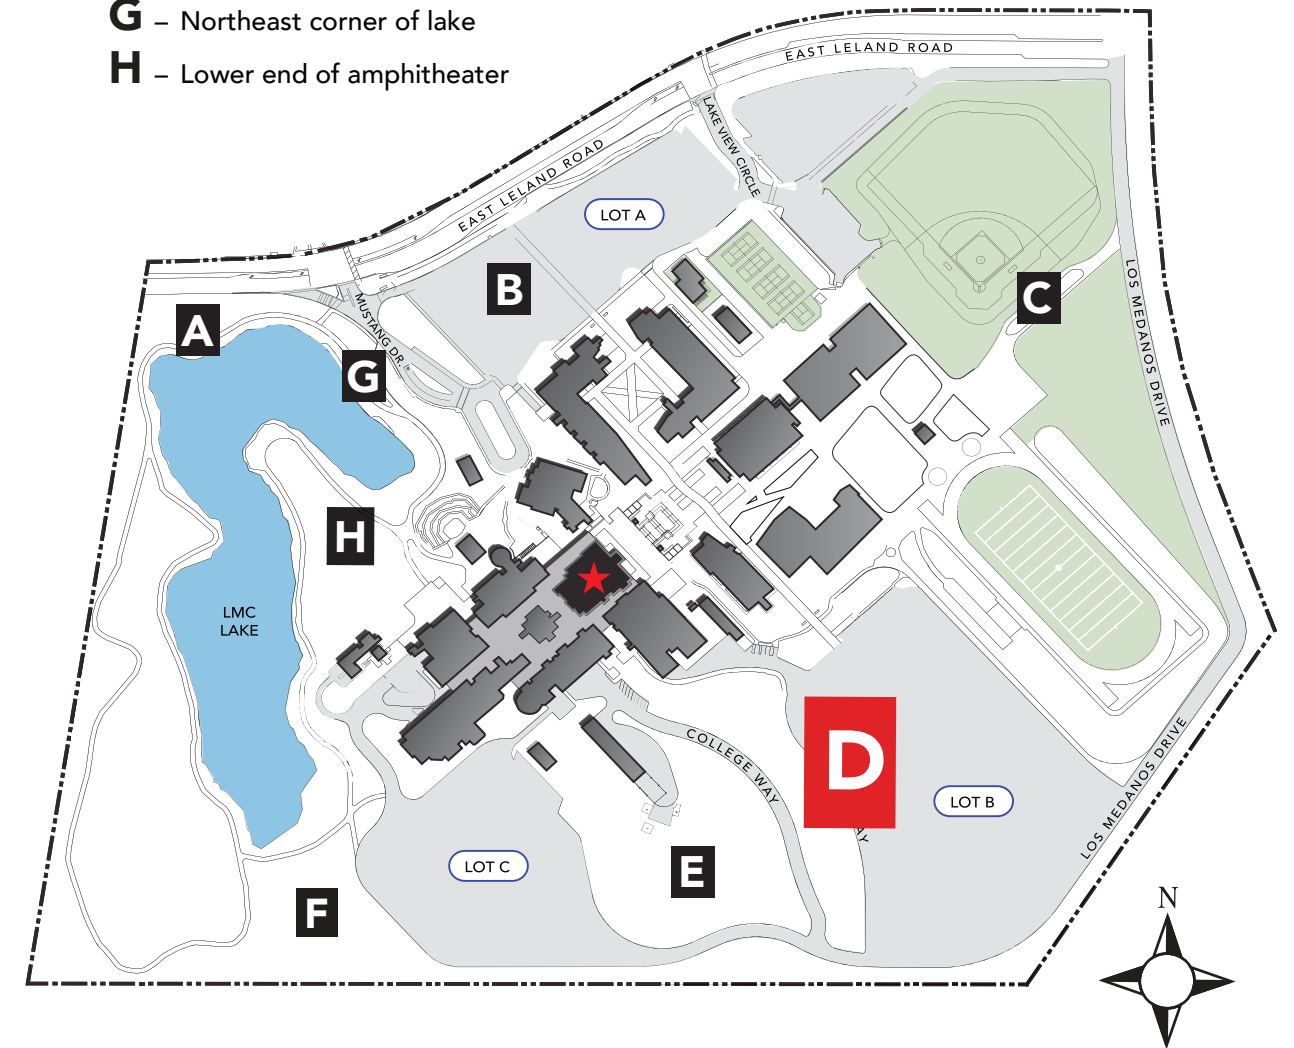 G – Northeast corner of lake
H – Lower end of amphitheater
EAST LELAND ROAD
LAKE VIEW CIRCLE
EAST LELAND ROAD
LOT A
B
C
LOS MEDANOS DRIVE
A
MUSTANG DR.
G
H
LMC
LAKE
D
COLLEGE WAY
LOT B
LOS MEDANOS DRIVE
AY
LOT C
E
F
N